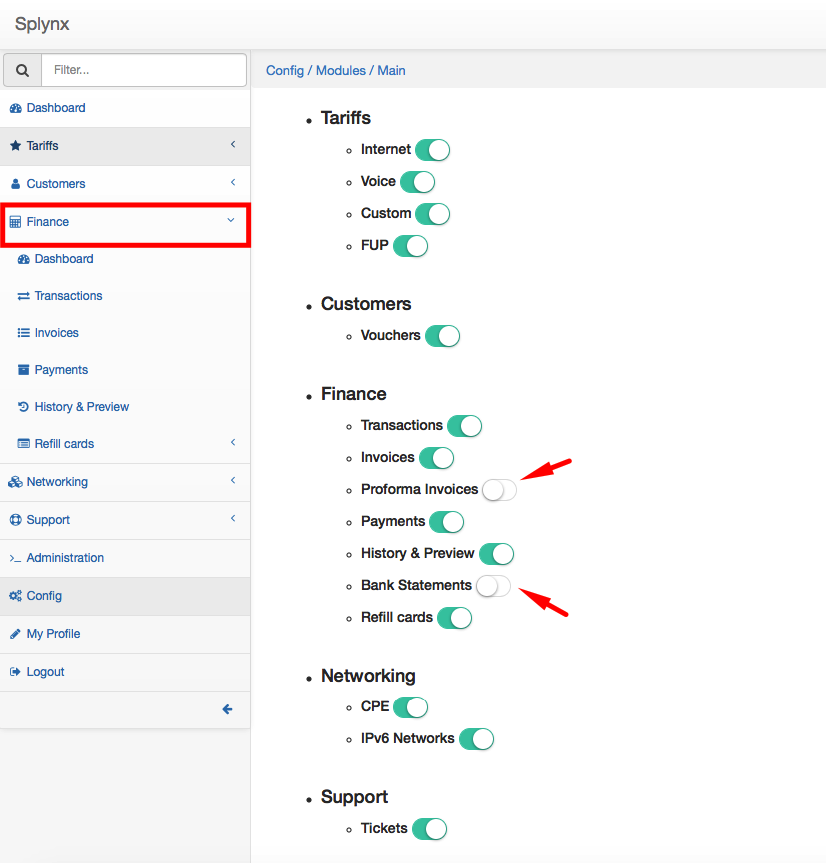 Splynx
Filter...
Dashboard
Tariffs
Customers
Finance
Dashboard
Transactions
Invoices
Payments
History & Preview
Refill cards
Networking
Support
Administration
Config
My Profile
Logout
Config / Modules / Main
Tariffs
Internet
Voice
Custom
FUP
Customers
Vouchers
Finance
Transactions
Invoices
Proforma Invoices
Payments
History & Preview
Bank Statements
Refill cards
Networking
CPE
IPv6 Networks
Support
Tickets